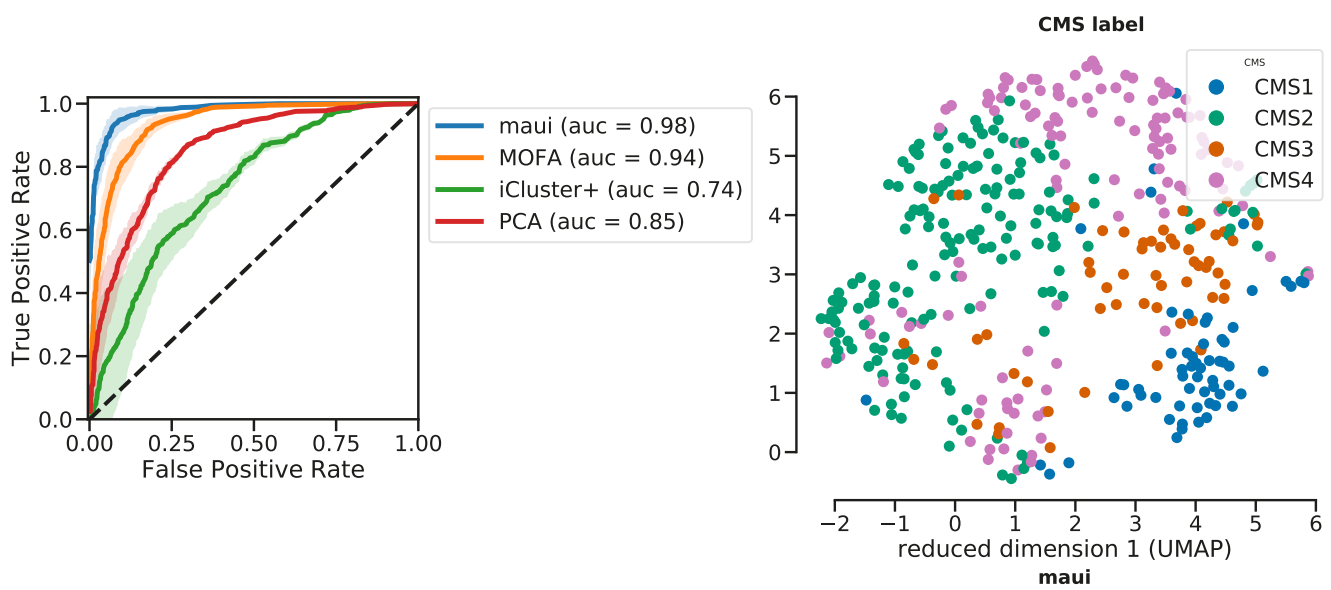 CMS label
1.0
0.8
0.6
0.4
0.2
0.0
True Positive Rate
0.00 0.25 0.50 0.75 1.00
False Positive Rate
maui (auc = 0.98)
MOFA (auc = 0.94)
iCluster+ (auc = 0.74)
PCA (auc = 0.85)
CMS
CMS1
CMS2
CMS3
CMS4
6
5
4
3
2
1
0
−2 −1 0 1 2 3 4 5 6
reduced dimension 1 (UMAP)
maui